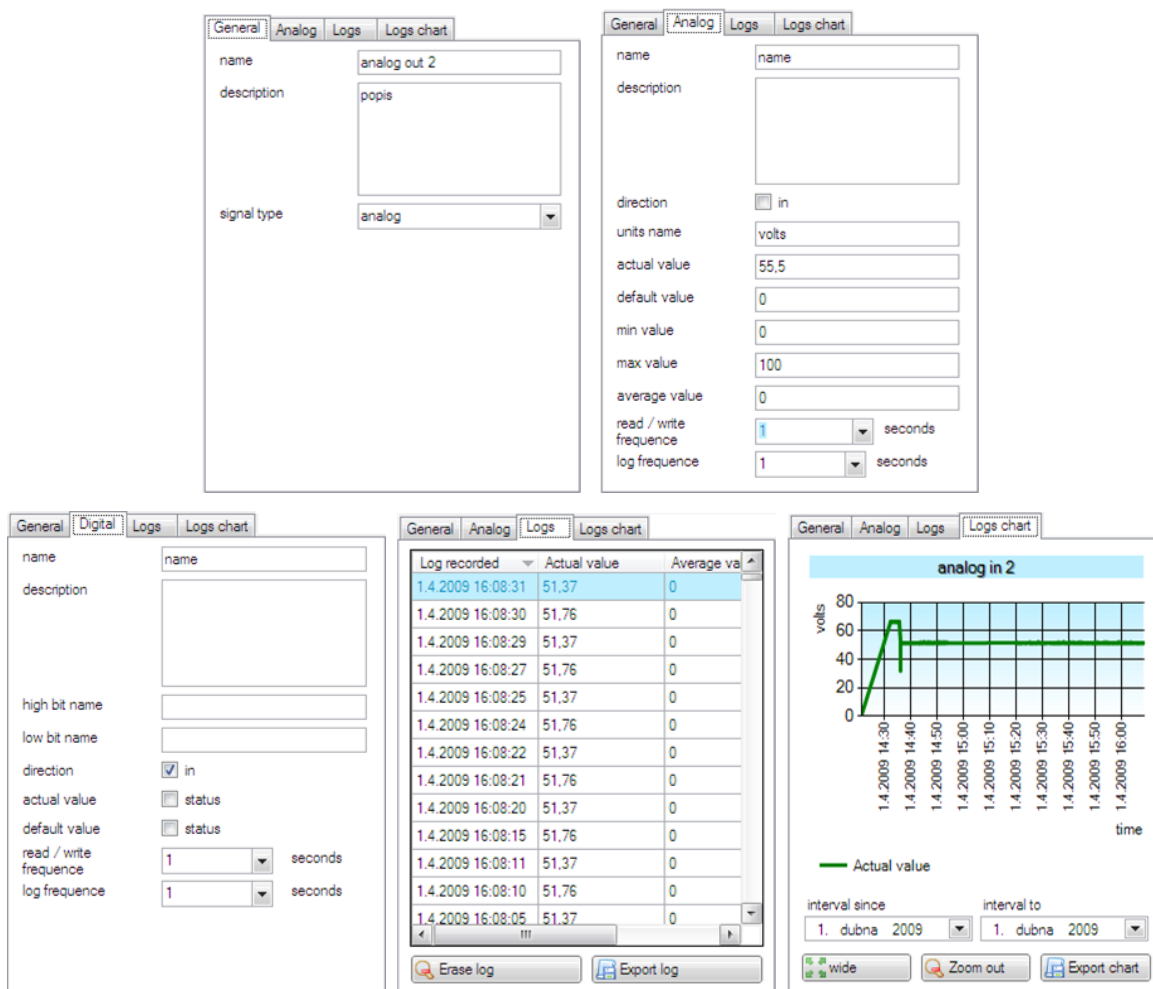 General Analog Logs Logs chart
name analog out 2
description popis
signal type analog
General Analog Logs Logs chart
name name
description
direction in
units name volts
actual value 55,5
default value 0
min value 0
max value 100
average value 0
read / write
frequence 1 seconds
log frequence 1 seconds
General Digital Logs Logs chart
name name
description
high bit name
low bit name
direction in
actual value status
default value status
read / write
frequence 1 seconds
log frequence 1 seconds
General Analog Logs Logs chart
Log recorded Actual value Average va
1.4.2009 16:08:31 51,37 0
1.4.2009 16:08:30 51,76 0
1.4.2009 16:08:29 51,37 0
1.4.2009 16:08:27 51,76 0
1.4.2009 16:08:25 51,37 0
1.4.2009 16:08:24 51,76 0
1.4.2009 16:08:22 51,37 0
1.4.2009 16:08:21 51,76 0
1.4.2009 16:08:20 51,37 0
1.4.2009 16:08:15 51,76 0
1.4.2009 16:08:11 51,37 0
1.4.2009 16:08:10 51,76 0
1.4.2009 16:08:05 51,37 0
Erase log Export log
General Analog Logs Logs chart
analog in 2
volts
80
60
40
20
0
1.4.2009 14:30
1.4.2009 14:40
1.4.2009 14:50
1.4.2009 15:00
1.4.2009 15:10
1.4.2009 15:20
1.4.2009 15:30
1.4.2009 15:40
1.4.2009 15:50
1.4.2009 16:00
time
Actual value
interval since interval to
1. dubna 2009 1. dubna 2009
wide Zoom out Export chart